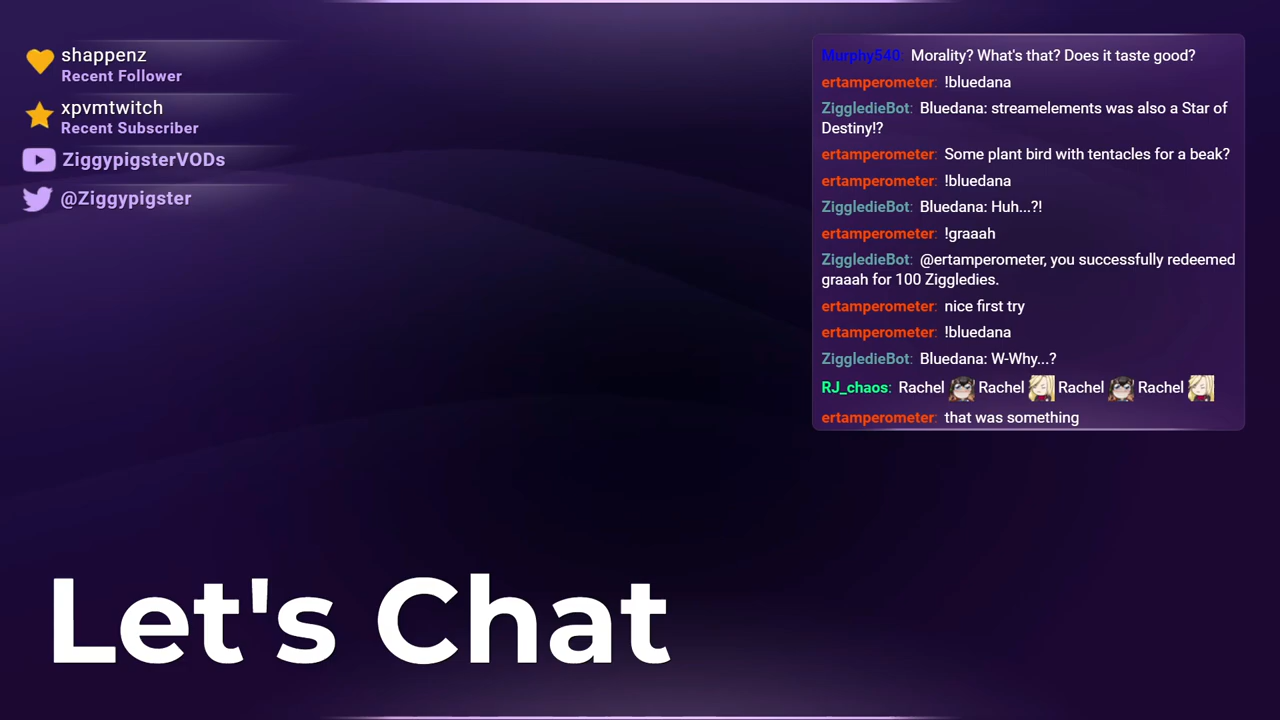 shappenz
Recent Follower
xpvmtwitch
Recent Subscriber
ZiggypigsterVODs
@Ziggypigster
Murphy540: Morality? What's that? Does it taste good?
ertamperometer: !bluedana
ZiggledieBot: Bluedana: streamelements was also a Star of
Destiny!?
ertamperometer: Some plant bird with tentacles for a beak?
ertamperometer: !bluedana
ZiggledieBot: Bluedana: Huh...?!
ertamperometer: !graaah
ZiggledieBot: @ertamperometer, you successfully redeemed
graaah for 100 Ziggledies.
ertamperometer: nice first try
ertamperometer: !bluedana
ZiggledieBot: Bluedana: W-Why...?
RJ_chaos: Rachel Rachel Rachel Rachel
ertamperometer: that was something
Let's Chat